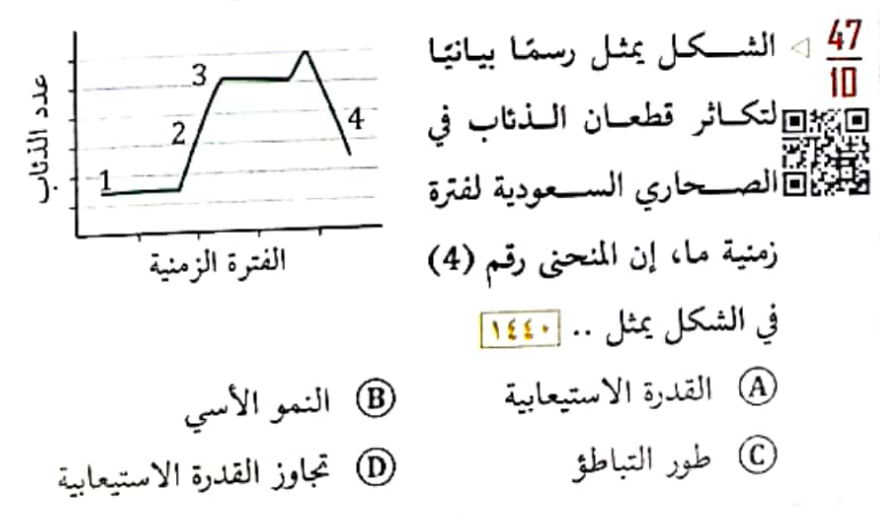 47
10
الشكل يمثل رسمًا بيانيًا
لتكاثر قطعان الذئاب في
الصحاري السعودية لفترة
زمنية ما، إن المنحنى رقم (4)
في الشكل يمثل .. ١٤٤٠
عدد الذئاب
1
2
3
4
الفترة الزمنية
A القدرة الاستيعابية
B النمو الأسي
C طور التباطؤ
D تجاوز القدرة الاستيعابية